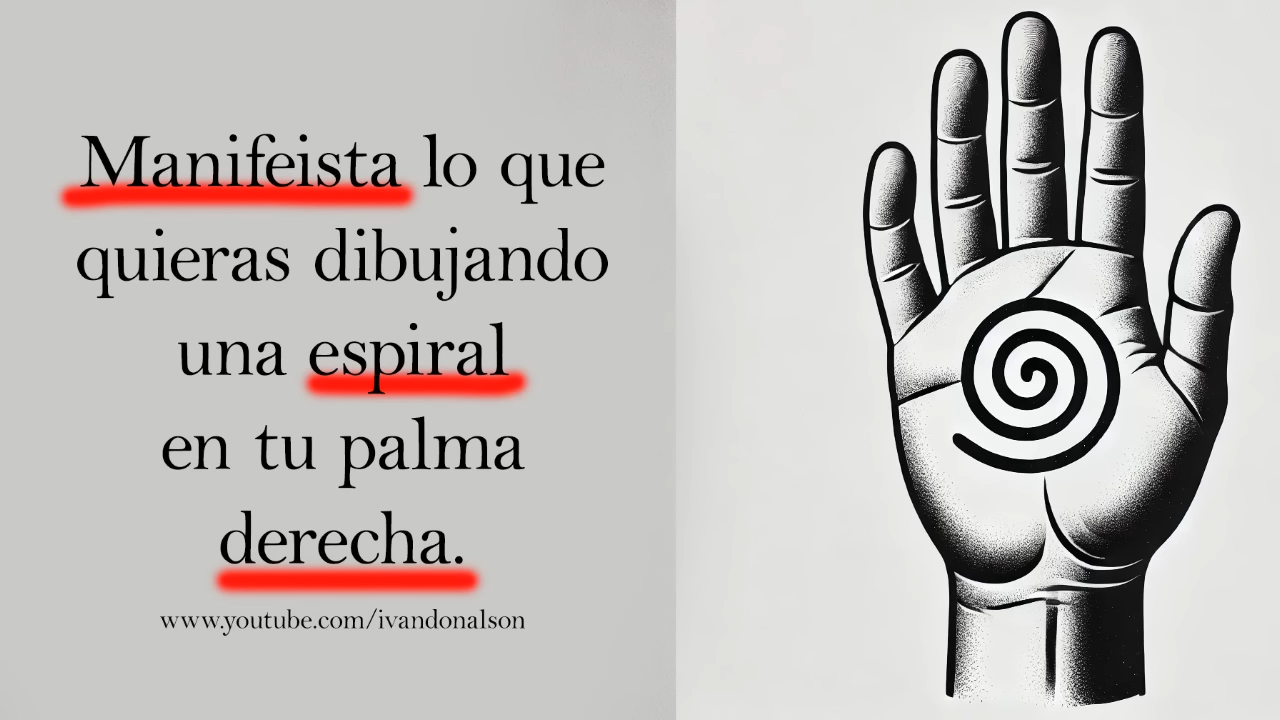 Manifeista lo que
quieras dibujando
una espiral
en tu palma
derecha.
www.youtube.com/ivandonalson